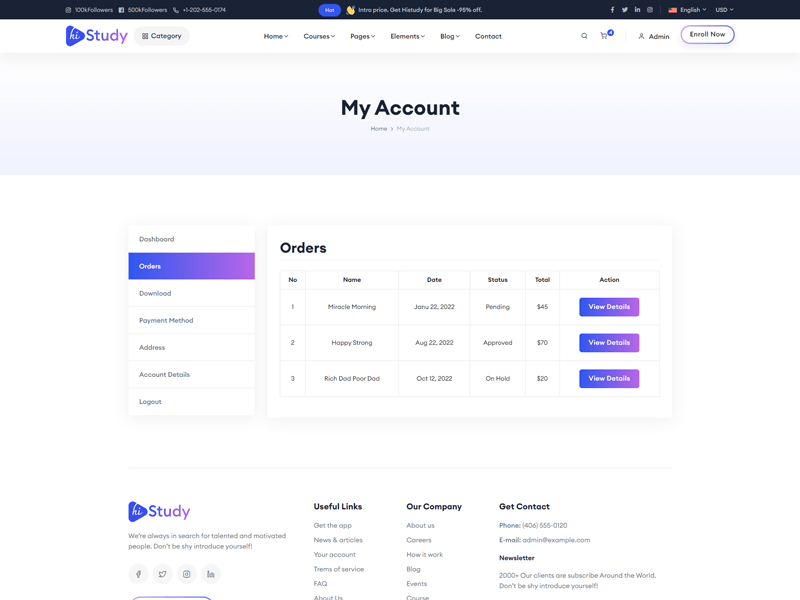 100kFollowers 500kFollowers +1-202-555-0174 Hot Intro price. Get Histudy for Big Sale -95% off. English USD
hi Study Category Home Courses Pages Elements Blog Contact 4 Admin Enroll Now
My Account
Home My Account
Dashboard
Orders
Download
Payment Method
Address
Account Details
Logout
Orders
No Name Date Status Total Action
1 Miracle Morning Janu 22, 2022 Pending $45 View Details
2 Happy Strong Aug 22, 2022 Approved $70 View Details
3 Rich Dad Poor Dad Oct 12, 2022 On Hold $20 View Details
hi Study
We're always in search for talented and motivated
people. Don't be shy introduce yourself!
Useful Links
Get the app
News & articles
Your account
Trems of service
FAQ
About Us
Our Company
About us
Careers
How it work
Blog
Events
Course
Get Contact
Phone: (406) 555-0120
E-mail: admin@example.com
Newsletter
2000+ Our clients are subscribe Around the World.
Don't be shy introduce yourself!